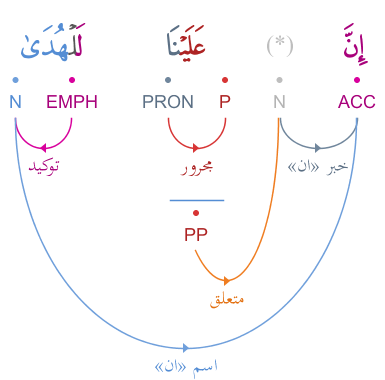 إِنَّ (*) عَلَيْنَا لَلْهُدَىٰ
ACC N P PRON EMPH N
خبر «ان» مجرور توكيد
PP
متعلق
اسم «ان»